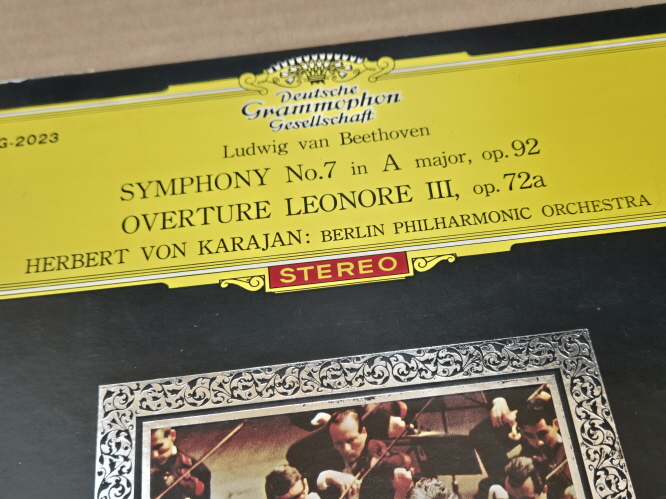 Deutsche
Grammophon
Gesellschaft
G-2023
Ludwig van Beethoven
SYMPHONY No.7 in A major, op.92
OVERTURE LEONORE III, op.72a
HERBERT VON KARAJAN: BERLIN PHILHARMONIC ORCHESTRA
STEREO